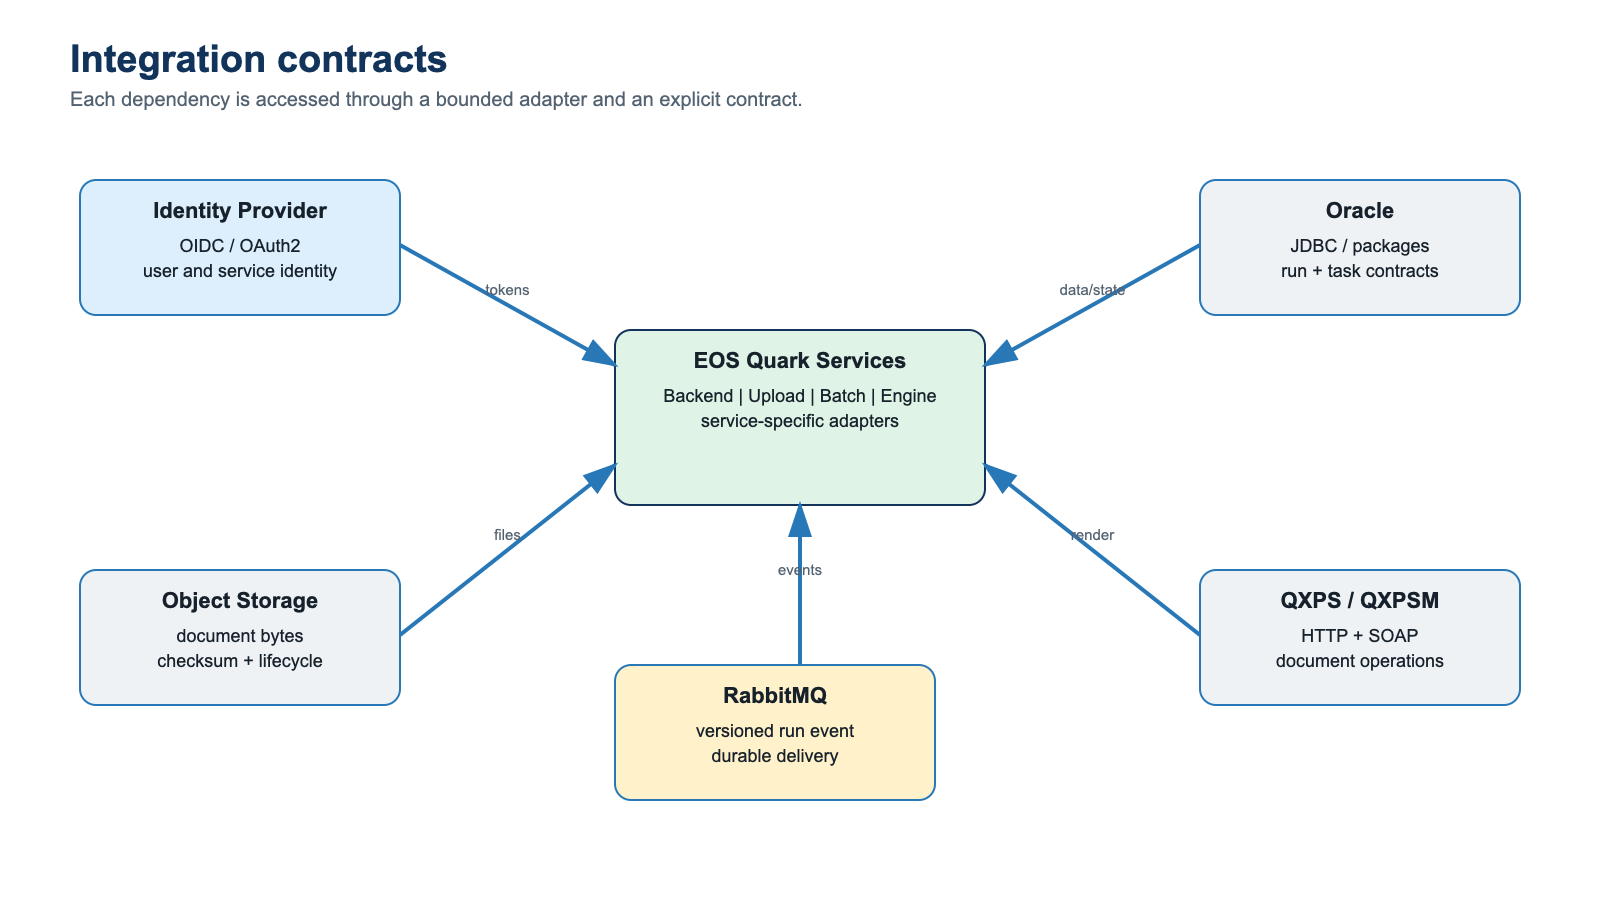 Integration contracts
Each dependency is accessed through a bounded adapter and an explicit contract.
Identity Provider
OIDC / OAuth2
user and service identity
Oracle
JDBC / packages
run + task contracts
tokens
data/state
EOS Quark Services
Backend | Upload | Batch | Engine
service-specific adapters
files
render
events
Object Storage
document bytes
checksum + lifecycle
QXPS / QXPSM
HTTP + SOAP
document operations
RabbitMQ
versioned run event
durable delivery